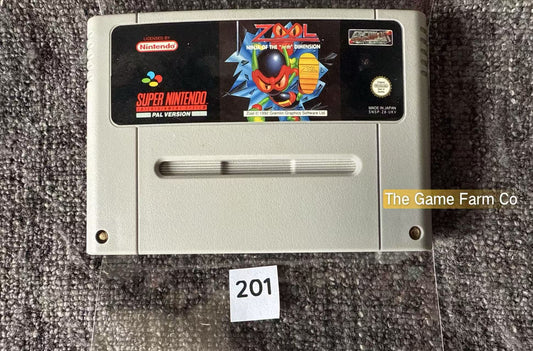 LICENSED BY
Nintendo
ZOOL
NINJA OF THE "Nth" DIMENSION
SUPER NINTENDO
ENTERTAINMENT SYSTEM
PAL VERSION
Zool © 1992 Gremlin Graphics Software Ltd.
MADE IN JAPAN
SNSP-Z6-UKV
The Game Farm Co
201